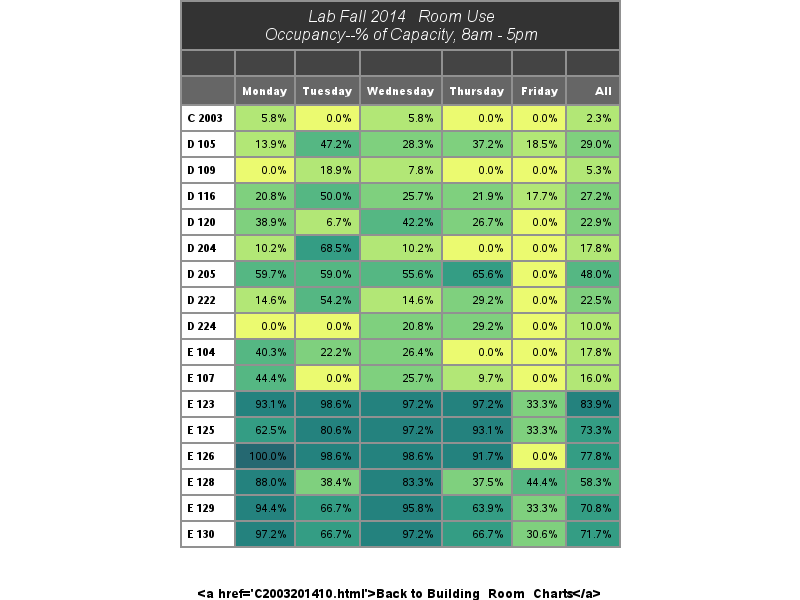 Lab Fall 2014 Room Use
Occupancy--% of Capacity, 8am - 5pm
Monday Tuesday Wednesday Thursday Friday All
C 2003 5.8% 0.0% 5.8% 0.0% 0.0% 2.3%
D 105 13.9% 47.2% 28.3% 37.2% 18.5% 29.0%
D 109 0.0% 18.9% 7.8% 0.0% 0.0% 5.3%
D 116 20.8% 50.0% 25.7% 21.9% 17.7% 27.2%
D 120 38.9% 6.7% 42.2% 26.7% 0.0% 22.9%
D 204 10.2% 68.5% 10.2% 0.0% 0.0% 17.8%
D 205 59.7% 59.0% 55.6% 65.6% 0.0% 48.0%
D 222 14.6% 54.2% 14.6% 29.2% 0.0% 22.5%
D 224 0.0% 0.0% 20.8% 29.2% 0.0% 10.0%
E 104 40.3% 22.2% 26.4% 0.0% 0.0% 17.8%
E 107 44.4% 0.0% 25.7% 9.7% 0.0% 16.0%
E 123 93.1% 98.6% 97.2% 97.2% 33.3% 83.9%
E 125 62.5% 80.6% 97.2% 93.1% 33.3% 73.3%
E 126 100.0% 98.6% 98.6% 91.7% 0.0% 77.8%
E 128 88.0% 38.4% 83.3% 37.5% 44.4% 58.3%
E 129 94.4% 66.7% 95.8% 63.9% 33.3% 70.8%
E 130 97.2% 66.7% 97.2% 66.7% 30.6% 71.7%
<a href='C2003201410.html'>Back to Building Room Charts</a>